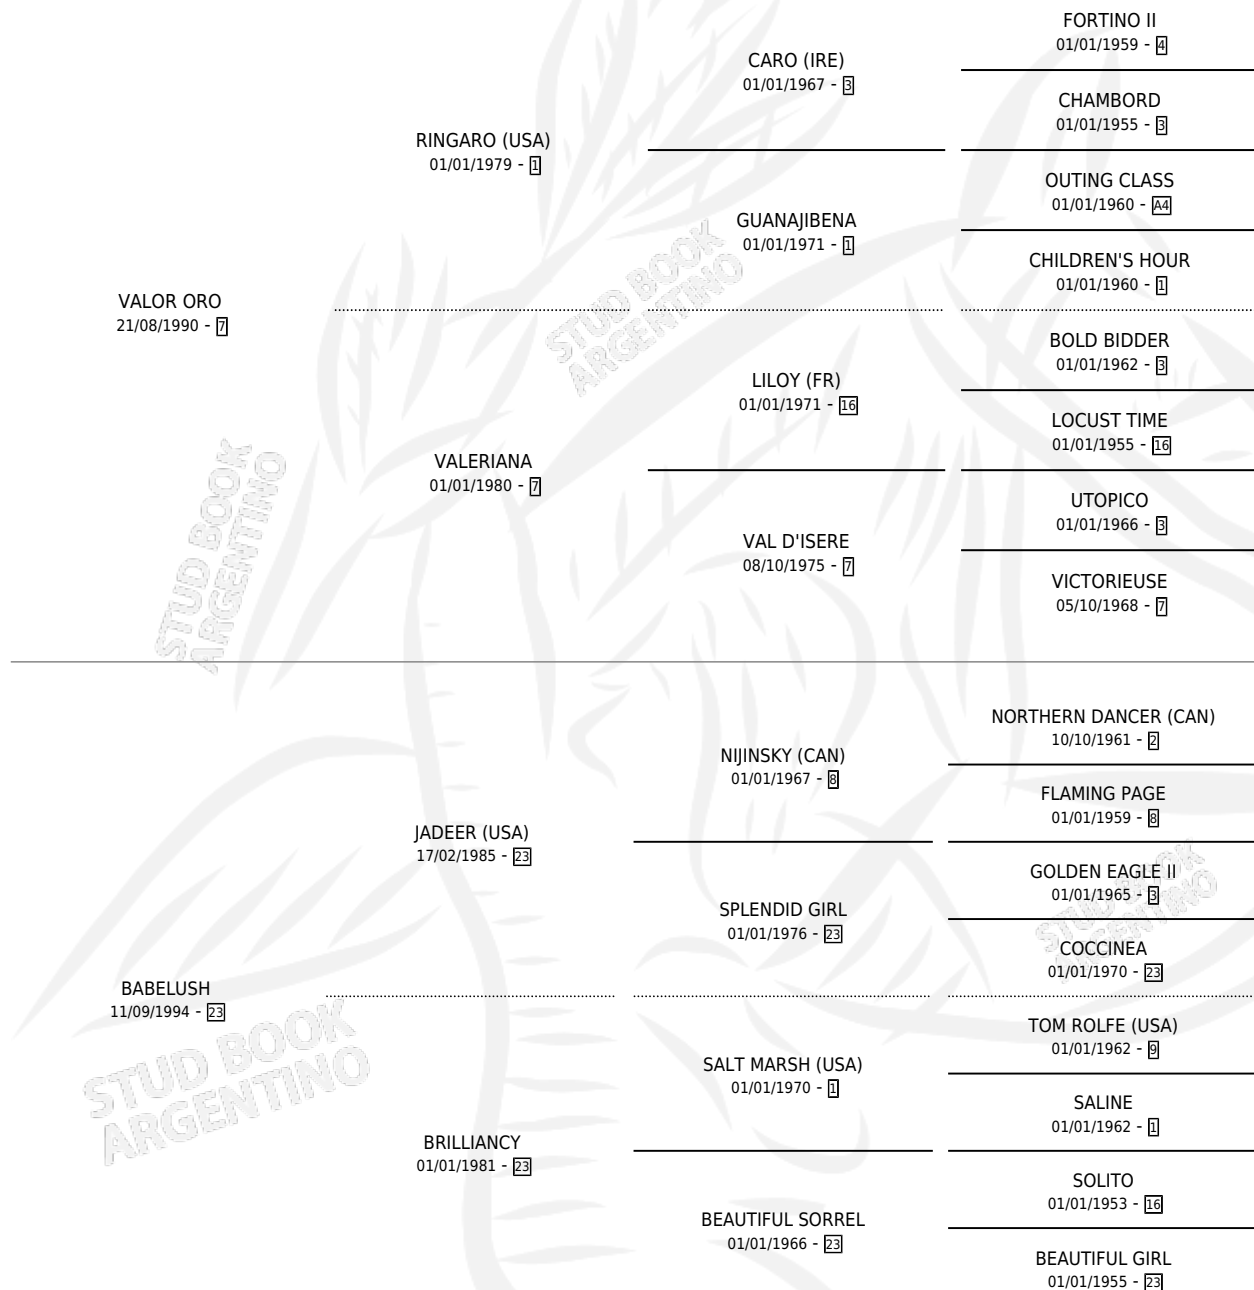 FORTINO II
01/01/1959 - 4
CARO (IRE)
01/01/1967 - 3
CHAMBORD
01/01/1955 - 3
RINGARO (USA)
01/01/1979 - 1
OUTING CLASS
01/01/1960 - A4
GUANAJIBENA
01/01/1971 - 1
CHILDREN'S HOUR
01/01/1960 - 1
VALOR ORO
21/08/1990 - 7
STUD BOOK
ARGENTINO
BOLD BIDDER
01/01/1962 - 3
LILOY (FR)
01/01/1971 - 16
LOCUST TIME
01/01/1955 - 16
VALERIANA
01/01/1980 - 7
UTOPICO
01/01/1966 - 3
VAL D'ISERE
08/10/1975 - 7
VICTORIEUSE
05/10/1968 - 7
STUD BOOK
ARGENTINO
NORTHERN DANCER (CAN)
10/10/1961 - 2
NIJINSKY (CAN)
01/01/1967 - 8
FLAMING PAGE
01/01/1959 - 8
JADEER (USA)
17/02/1985 - 23
GOLDEN EAGLE II
01/01/1965 - 3
SPLENDID GIRL
01/01/1976 - 23
COCCINEA
01/01/1970 - 23
STUD BOOK
ARGENTINO
BABELUSH
11/09/1994 - 23
TOM ROLFE (USA)
01/01/1962 - 9
SALT MARSH (USA)
01/01/1970 - 1
SALINE
01/01/1962 - 1
STUD BOOK
ARGENTINO
BRILLIANCY
01/01/1981 - 23
SOLITO
01/01/1953 - 16
BEAUTIFUL SORREL
01/01/1966 - 23
BEAUTIFUL GIRL
01/01/1955 - 23